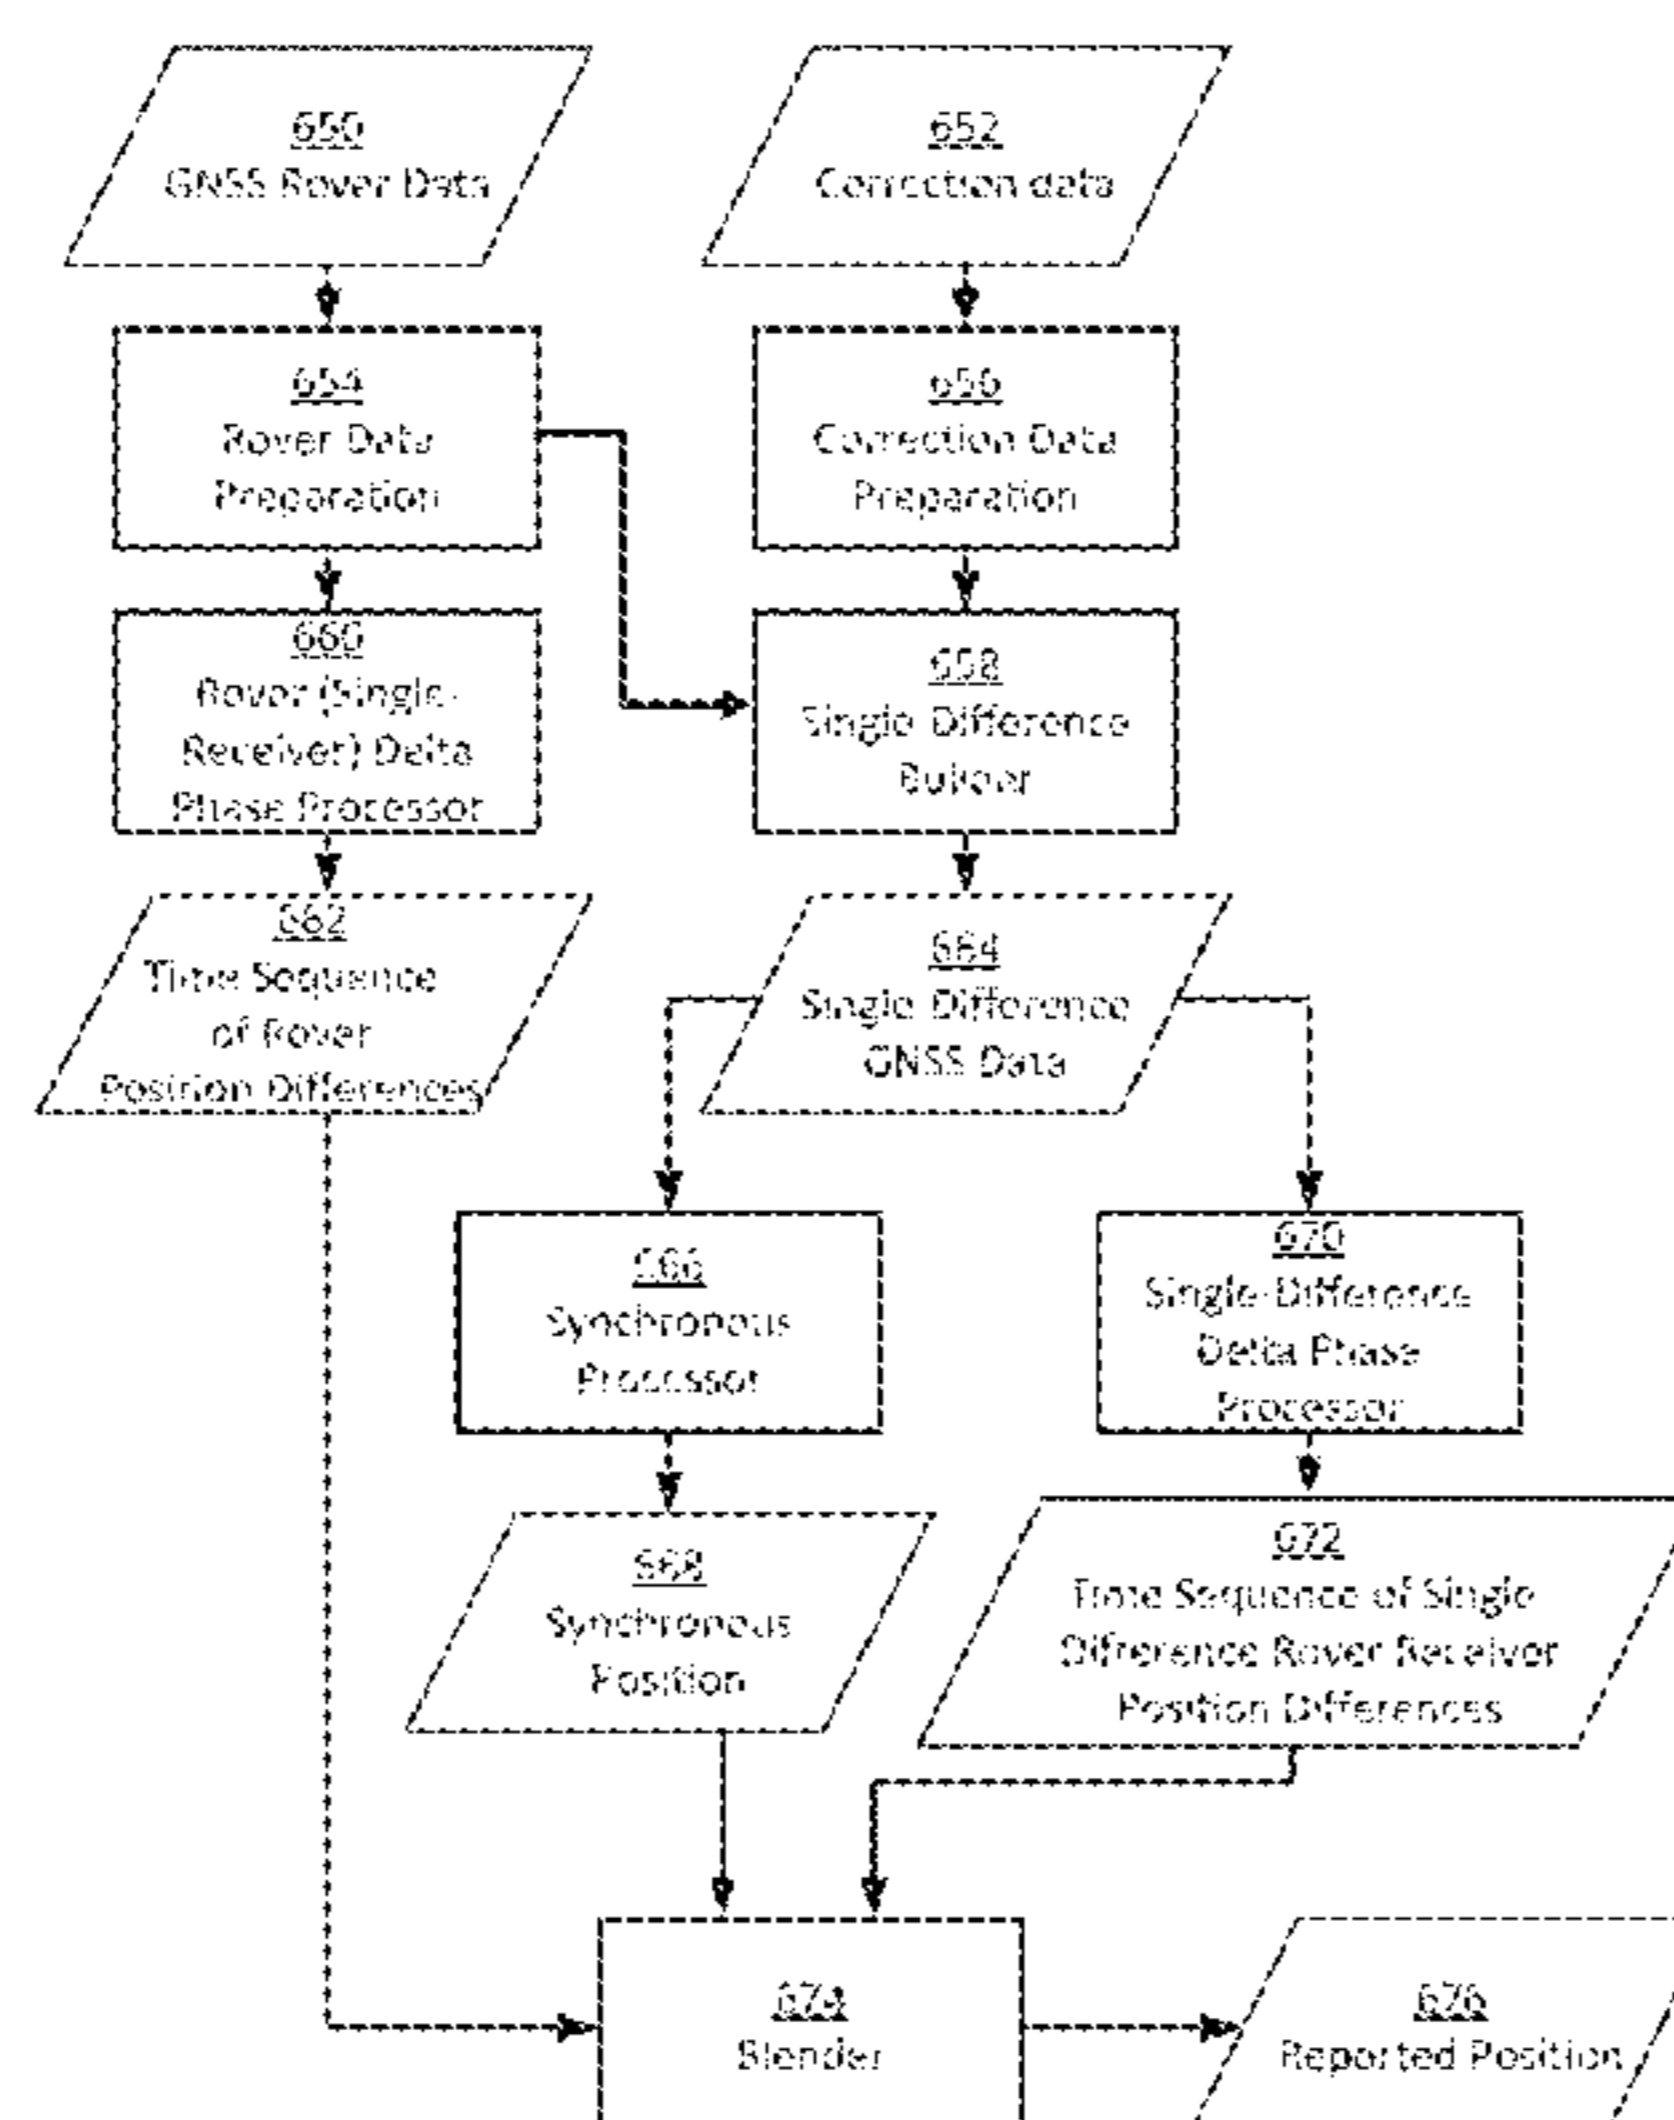 650
GNSS Rover Data
652
Correction data
654
Rover Data
Preparation
656
Correction Data
Preparation
660
Rover (Single-
Receiver) Delta
Phase Processor
658
Single-Difference
Builder
662
Time Sequence
of Rover
Position Differences
664
Single-Difference
GNSS Data
666
Synchronous
Processor
670
Single-Difference
Delta Phase
Processor
668
Synchronous
Position
672
Time Sequence of Single
Difference Rover Receiver
Position Differences
674
Blender
676
Reported Position